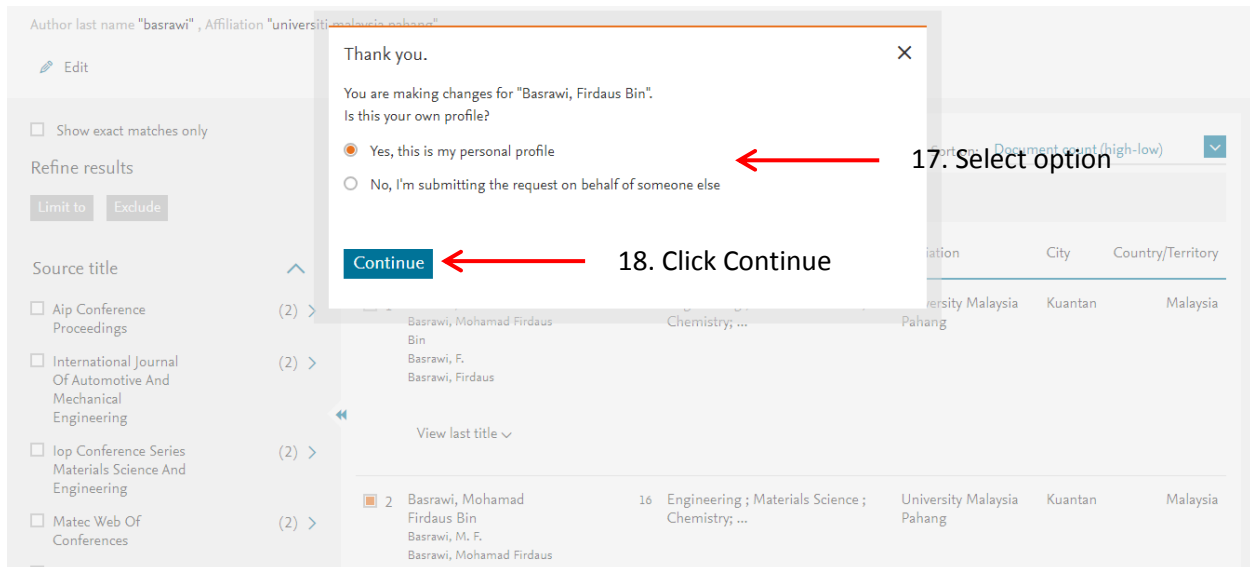 Author last name "basrawi" , Affiliation "universiti malaysia pahang"
Edit
Thank you.
You are making changes for "Basrawi, Firdaus Bin".
Is this your own profile?
Yes, this is my personal profile
No, I'm submitting the request on behalf of someone else
Continue
17. Select option
18. Click Continue
Show exact matches only
Refine results
Limit to Exclude
Document count (high-low)
City Country/Territory
Source title
Aip Conference
Proceedings
(2)
International Journal
Of Automotive And
Mechanical
Engineering
(2)
Iop Conference Series
Materials Science And
Engineering
(2)
Matec Web Of
Conferences
(2)
Basrawi, Mohamad Firdaus
Bin
Basrawi, F.
Basrawi, Firdaus
Chemistry; ...
University Malaysia
Pahang
Kuantan
Malaysia
View last title
2 Basrawi, Mohamad
Firdaus Bin
Basrawi, M. F.
Basrawi, Mohamad Firdaus
16
Engineering ; Materials Science ;
Chemistry; ...
University Malaysia
Pahang
Kuantan
Malaysia